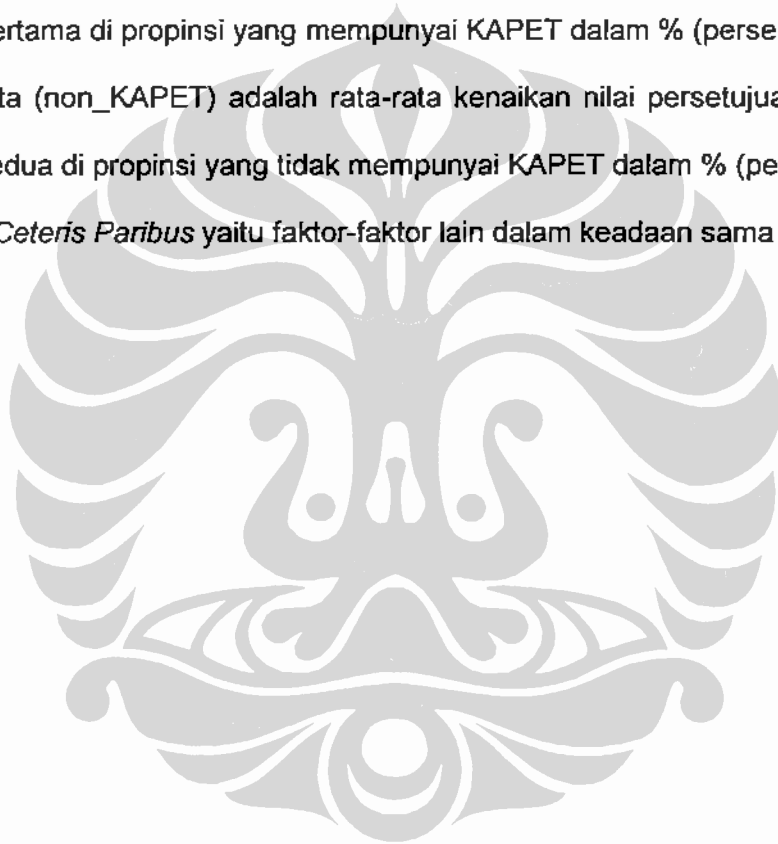 ertama di propinsi yang mempunyai KAPET dalam % (perse
ta (non_KAPET) adalah rata-rata kenaikan nilai persetujua
edua di propinsi yang tidak mempunyai KAPET dalam % (pe
Ceteris Paribus yaitu faktor-faktor lain dalam keadaan sama